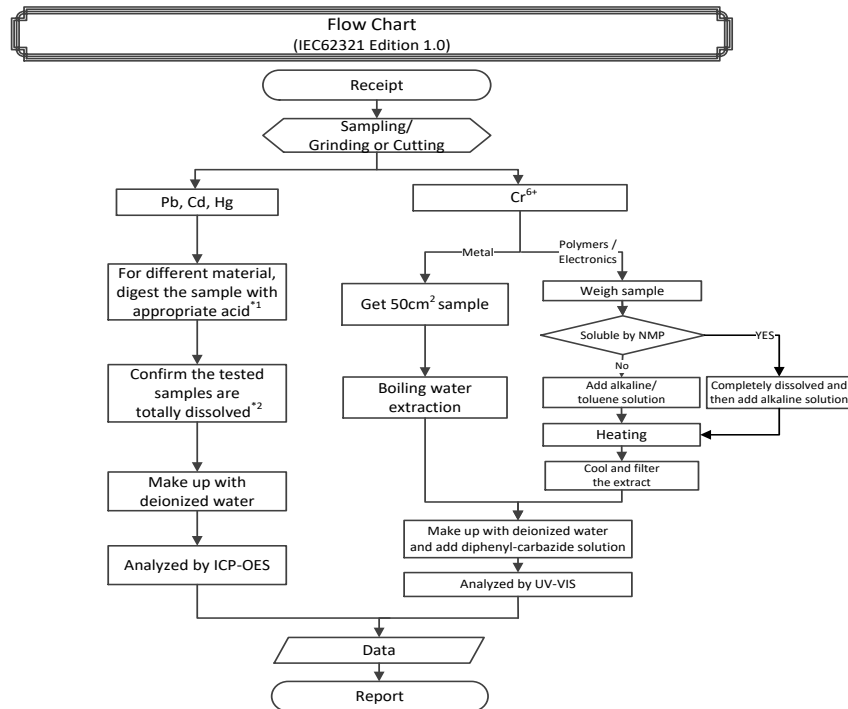 Flow Chart
(IEC62321 Edition 1.0)
Receipt
Sampling/
Grinding or Cutting
Pb, Cd, Hg
For different material,
digest the sample with
appropriate acid*1
Confirm the tested
samples are
totally dissolved*2
Make up with
deionized water
Analyzed by ICP-OES
Cr6+
Metal
Polymers /
Electronics
Get 50cm2 sample
Boiling water
extraction
Weigh sample
Soluble by NMP
YES
No
Add alkaline/
toluene solution
Completely dissolved and
then add alkaline solution
Heating
Cool and filter
the extract
Make up with deionized water
and add diphenyl-carbazide solution
Analyzed by UV-VIS
Data
Report